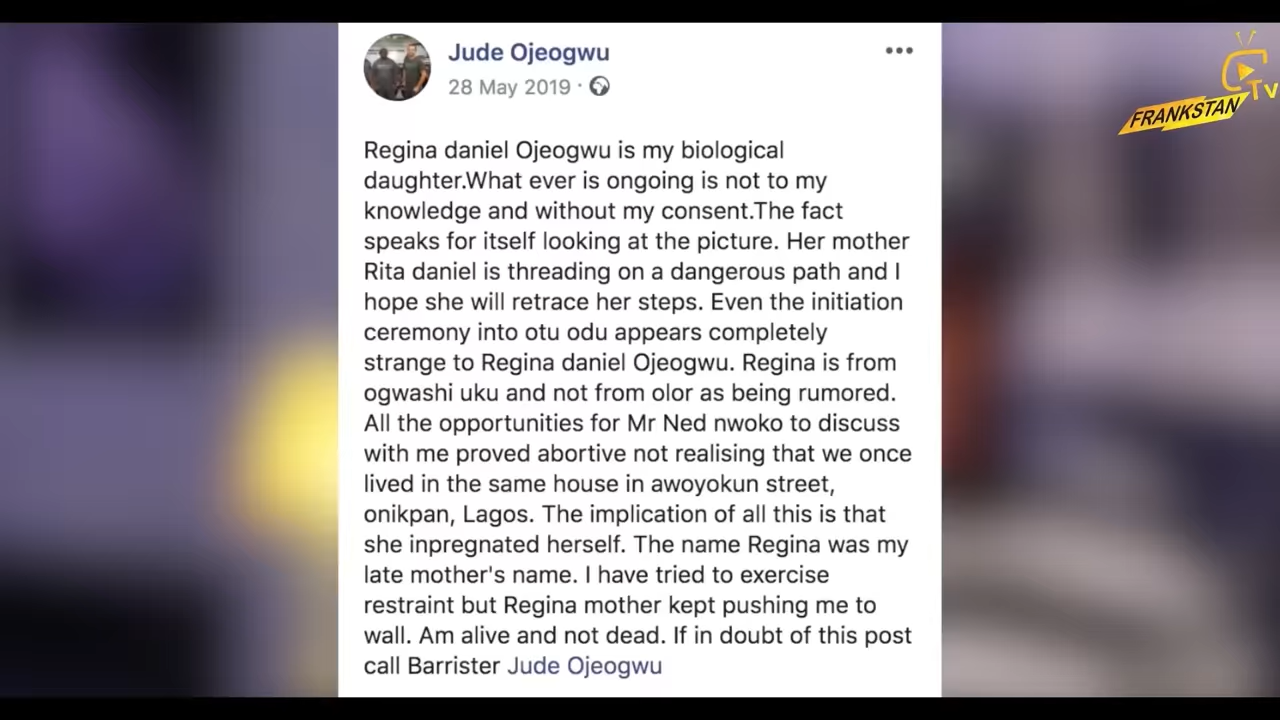 Jude Ojeogwu
28 May 2019 ·
FRANKSTAN
TV
Regina daniel Ojeogwu is my biological
daughter.What ever is ongoing is not to my
knowledge and without my consent.The fact
speaks for itself looking at the picture. Her mother
Rita daniel is threading on a dangerous path and I
hope she will retrace her steps. Even the initiation
ceremony into otu odu appears completely
strange to Regina daniel Ojeogwu. Regina is from
ogwashi uku and not from olor as being rumored.
All the opportunities for Mr Ned nwoko to discuss
with me proved abortive not realising that we once
lived in the same house in awoyokun street,
onikpan, Lagos. The implication of all this is that
she inpregnated herself. The name Regina was my
late mother's name. I have tried to exercise
restraint but Regina mother kept pushing me to
wall. Am alive and not dead. If in doubt of this post
call Barrister Jude Ojeogwu